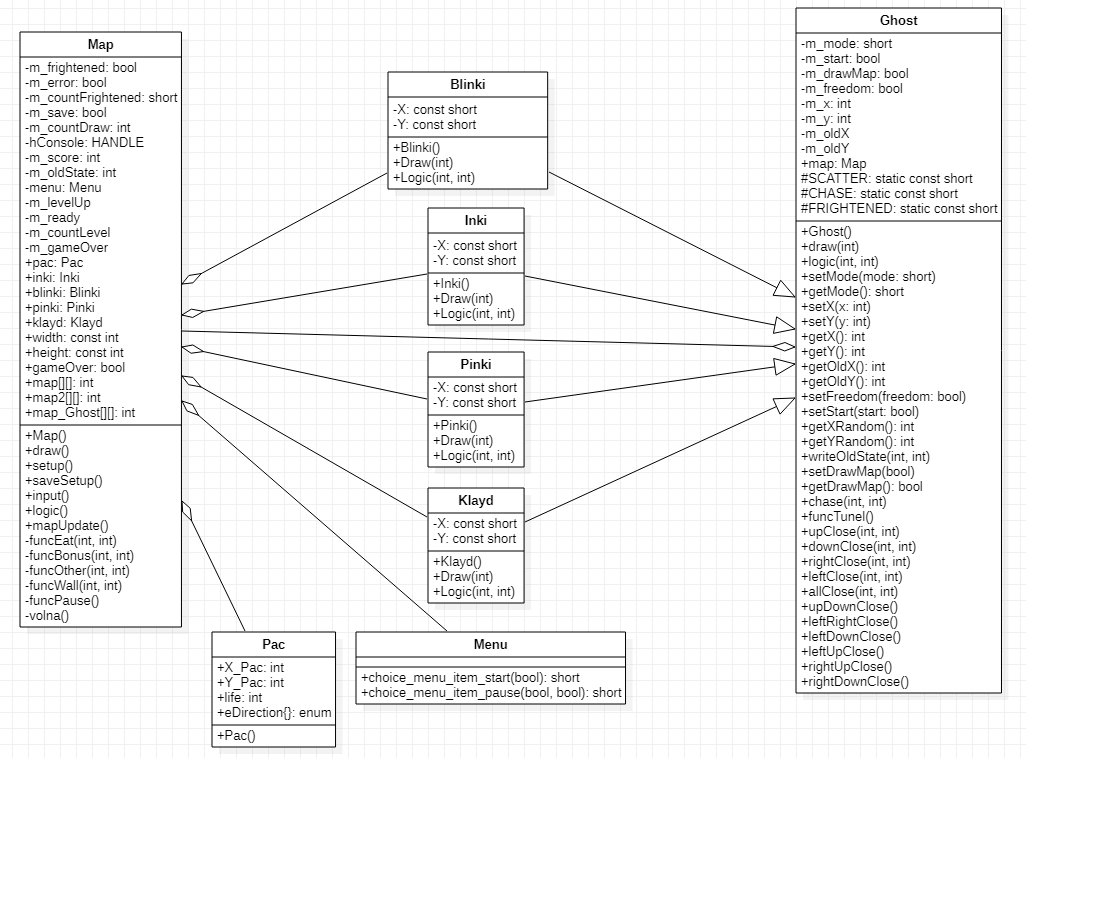 Map
-m_frightened: bool
-m_error: bool
-m_countFrightened: short
-m_save: bool
-m_countDraw: int
-hConsole: HANDLE
-m_score: int
-m_oldState: int
-menu: Menu
-m_levelUp
-m_ready
-m_countLevel
-m_gameOver
+pac: Pac
+inki: Inki
+blinki: Blinki
+pinki: Pinki
+klayd: Klayd
+width: const int
+height: const int
+gameOver: bool
+map[][]: int
+map2[][]: int
+map_Ghost[][]: int
+Map()
+draw()
+setup()
+saveSetup()
+input()
+logic()
+mapUpdate()
-funcEat(int, int)
-funcBonus(int, int)
-funcOther(int, int)
-funcWall(int, int)
-funcPause()
-volna()
Blinki
-X: const short
-Y: const short
+Blinki()
+Draw(int)
+Logic(int, int)
Inki
-X: const short
-Y: const short
+Inki()
+Draw(int)
+Logic(int, int)
Pinki
-X: const short
-Y: const short
+Pinki()
+Draw(int)
+Logic(int, int)
Klayd
-X: const short
-Y: const short
+Klayd()
+Draw(int)
+Logic(int, int)
Pac
+X_Pac: int
+Y_Pac: int
+life: int
+eDirection{}: enum
+Pac()
Menu
+choice_menu_item_start(bool): short
+choice_menu_item_pause(bool, bool): short
Ghost
-m_mode: short
-m_start: bool
-m_drawMap: bool
-m_freedom: bool
-m_x: int
-m_y: int
-m_oldX
-m_oldY
+map: Map
#SCATTER: static const short
#CHASE: static const short
#FRIGHTENED: static const short
+Ghost()
+draw(int)
+logic(int, int)
+setMode(mode: short)
+getMode(): short
+setX(x: int)
+setY(y: int)
+getX(): int
+getY(): int
+getOldX(): int
+getOldY(): int
+setFreedom(freedom: bool)
+setStart(start: bool)
+getXRandom(): int
+getYRandom(): int
+writeOldState(int, int)
+setDrawMap(bool)
+getDrawMap(): bool
+chase(int, int)
+funcTunel()
+upClose(int, int)
+downClose(int, int)
+rightClose(int, int)
+leftClose(int, int)
+allClose(int, int)
+upDownClose()
+leftRightClose()
+leftDownClose()
+leftUpClose()
+rightUpClose()
+rightDownClose()